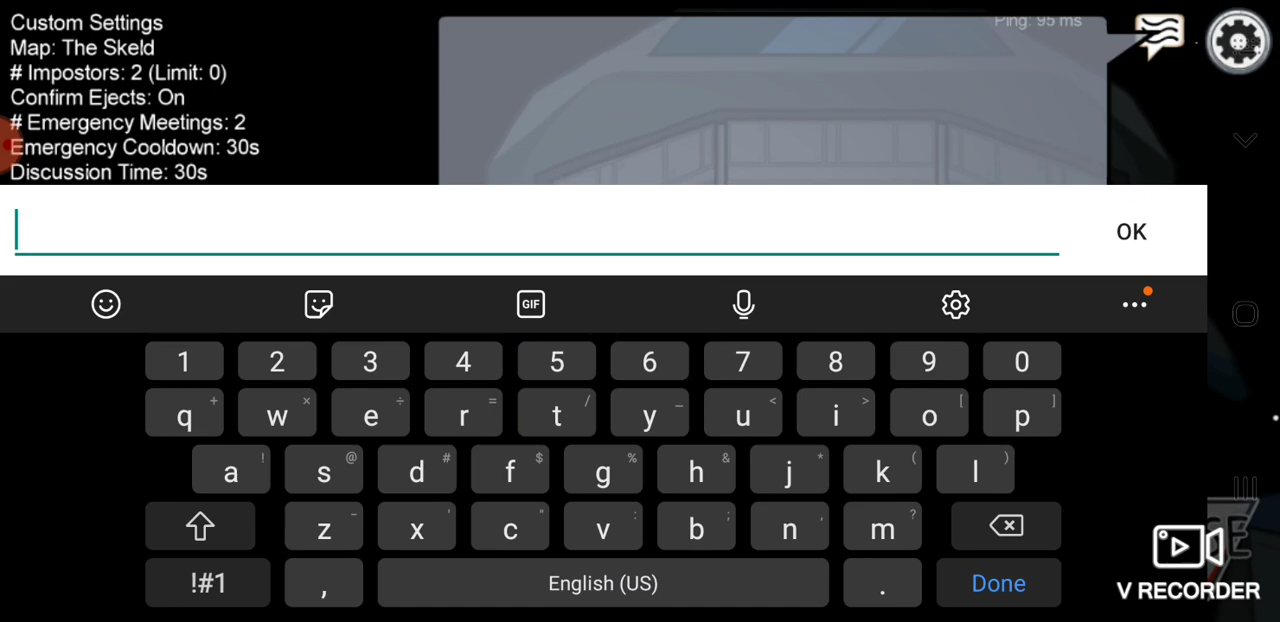 Custom Settings
Ping: 95 ms
Map: The Skeld
# Impostors: 2 (Limit: 0)
Confirm Ejects: On
# Emergency Meetings: 2
Emergency Cooldown: 30s
Discussion Time: 30s
OK
GIF
1 2 3 4 5 6 7 8 9 0
q + w × e ÷ r = t / y _ u < i > o [ p ]
a ! s @ d # f $ g % h & j * k ( l )
z - x ' c " v : b ; n , m ?
!#1 , English (US) . Done
V RECORDER